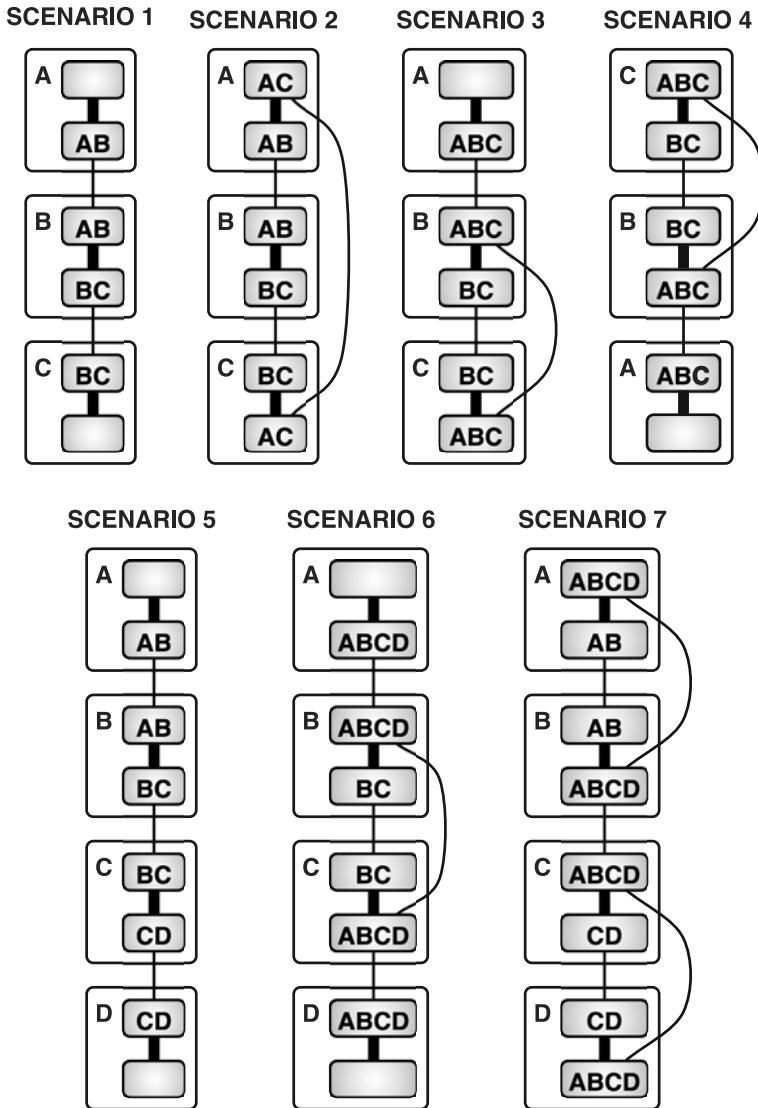 SCENARIO 1 SCENARIO 2 SCENARIO 3 SCENARIO 4
A A AC A C ABC
AB AB ABC BC
B AB B AB B ABC B BC
BC BC BC ABC
C BC C BC C BC A ABC
AC ABC
SCENARIO 5 SCENARIO 6 SCENARIO 7
A A A ABCD
AB ABCD AB
B AB B ABCD B AB
BC BC ABCD
C BC C BC C ABCD
CD ABCD CD
D CD D ABCD D CD
ABCD